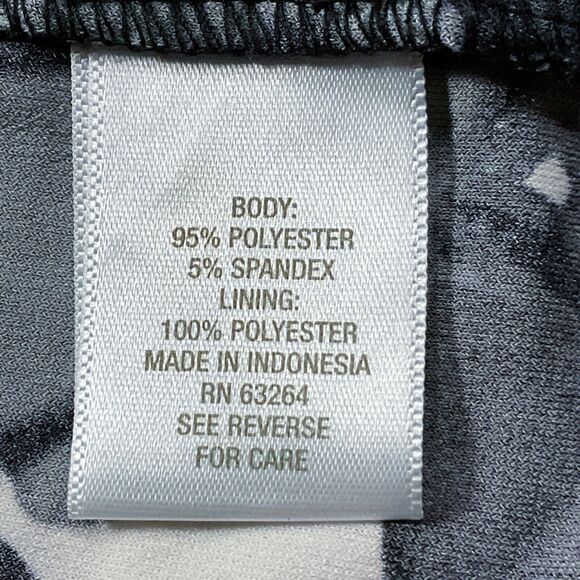 BODY:
95% POLYESTER
5% SPANDEX
LINING:
100% POLYESTER
MADE IN INDONESIA
RN 63264
SEE REVERSE
FOR CARE